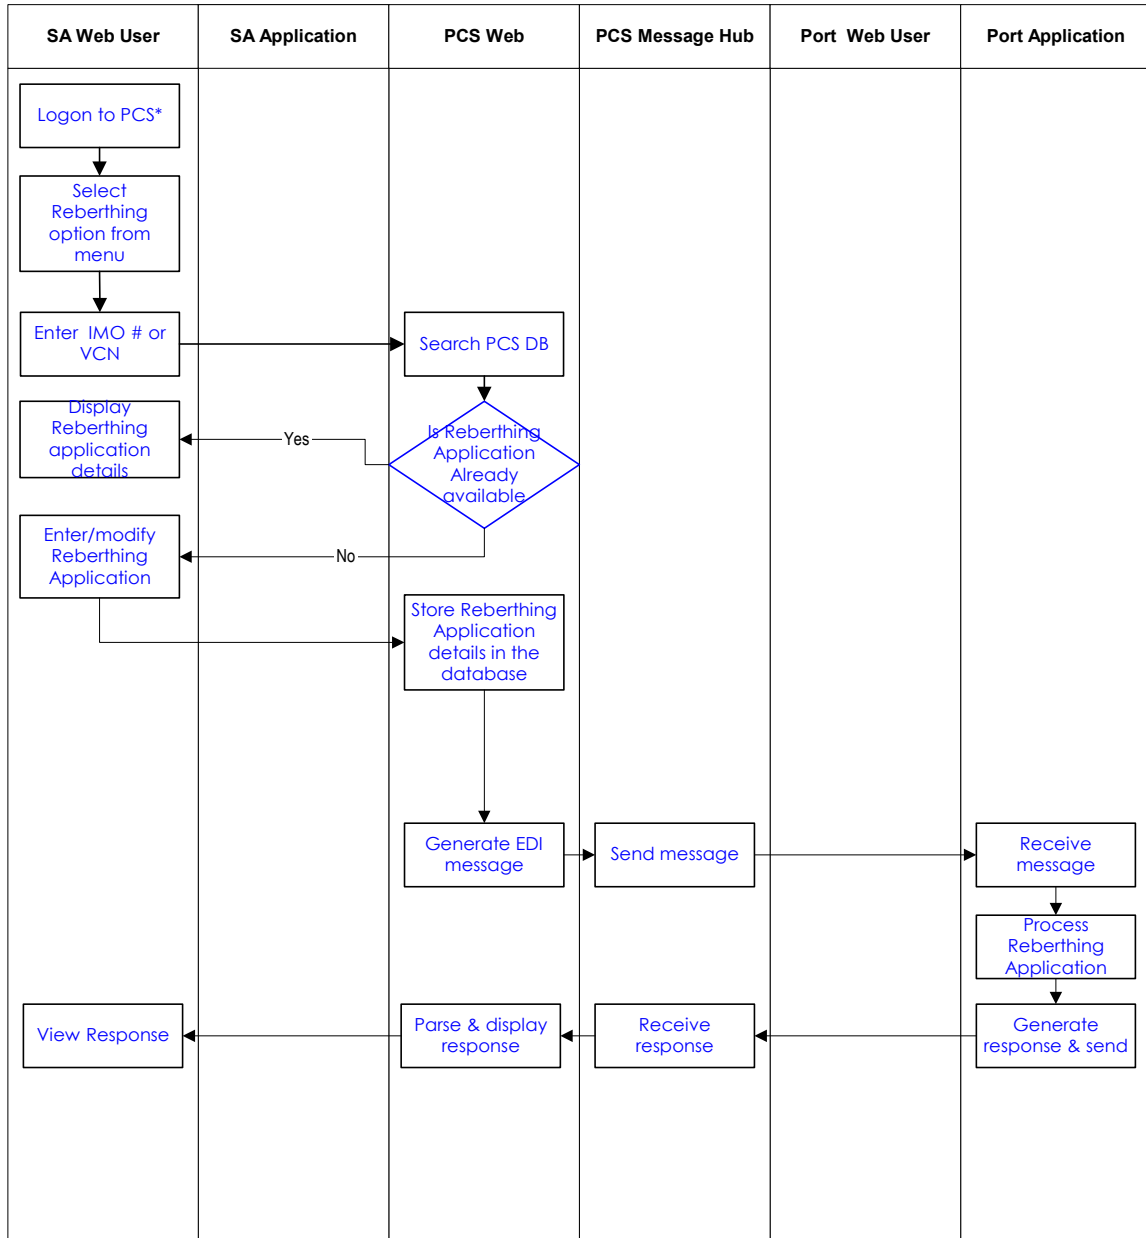 SA Web User
SA Application
PCS Web
PCS Message Hub
Port Web User
Port Application
Logon to PCS*
Select
Reberthing
option from
menu
Enter IMO # or
VCN
Search PCS DB
Display
Reberthing
application
details
Yes
Is Reberthing
Application
Already
available
Enter/modify
Reberthing
Application
No
Store Reberthing
Application
details in the
database
Generate EDI
message
Send message
Receive
message
Process
Reberthing
Application
View Response
Parse & display
response
Receive
response
Generate
response & send